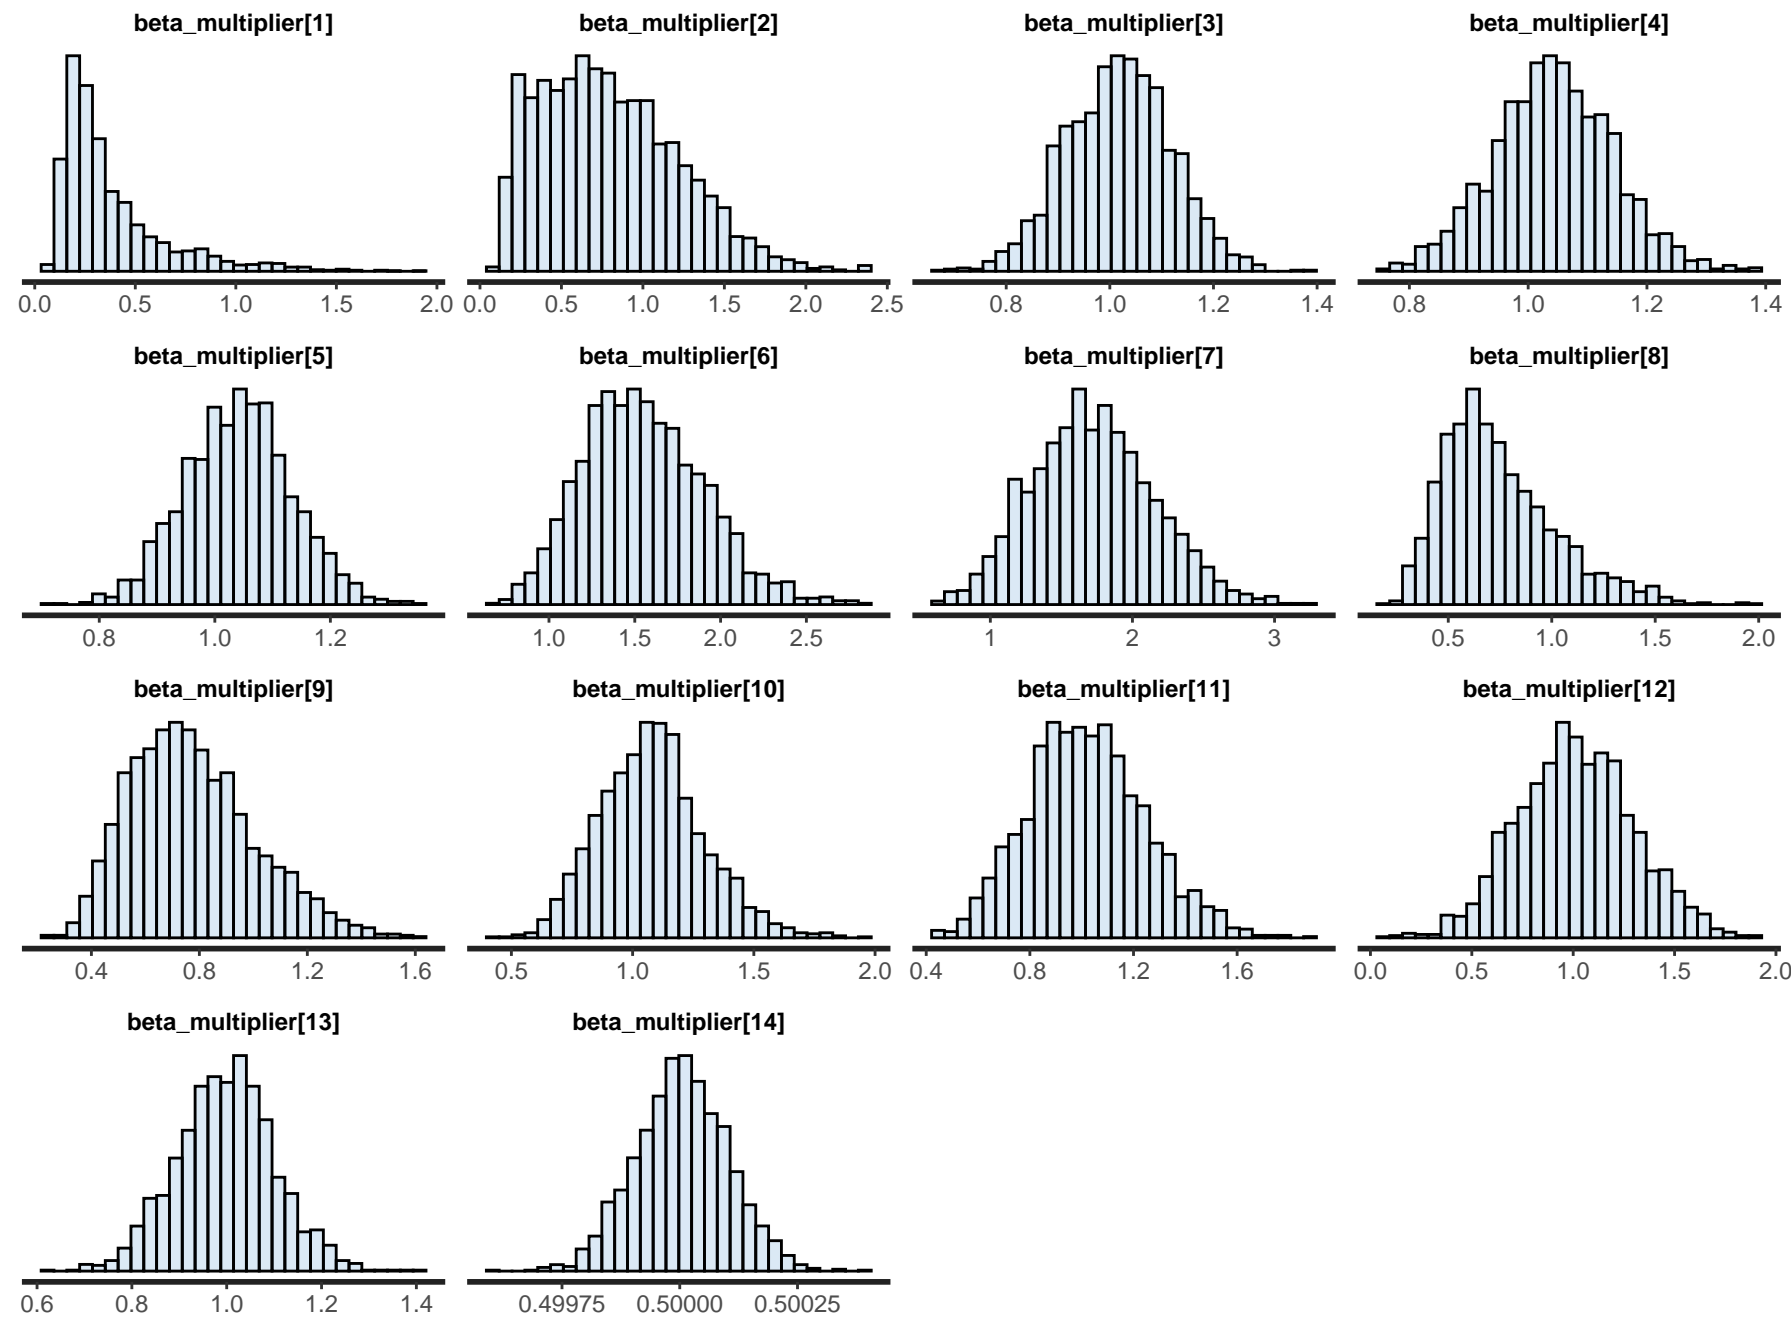 beta_multiplier[1] beta_multiplier[2] beta_multiplier[3] beta_multiplier[4]
0.0 0.5 1.0 1.5 2.0 0.0 0.5 1.0 1.5 2.0 2.5 0.8 1.0 1.2 1.4 0.8 1.0 1.2 1.4
beta_multiplier[5] beta_multiplier[6] beta_multiplier[7] beta_multiplier[8]
0.8 1.0 1.2 1.0 1.5 2.0 2.5 1 2 3 0.5 1.0 1.5 2.0
beta_multiplier[9] beta_multiplier[10] beta_multiplier[11] beta_multiplier[12]
0.4 0.8 1.2 1.6 0.5 1.0 1.5 2.0 0.4 0.8 1.2 1.6 0.0 0.5 1.0 1.5 2.0
beta_multiplier[13] beta_multiplier[14]
0.6 0.8 1.0 1.2 1.4 0.49975 0.50000 0.50025